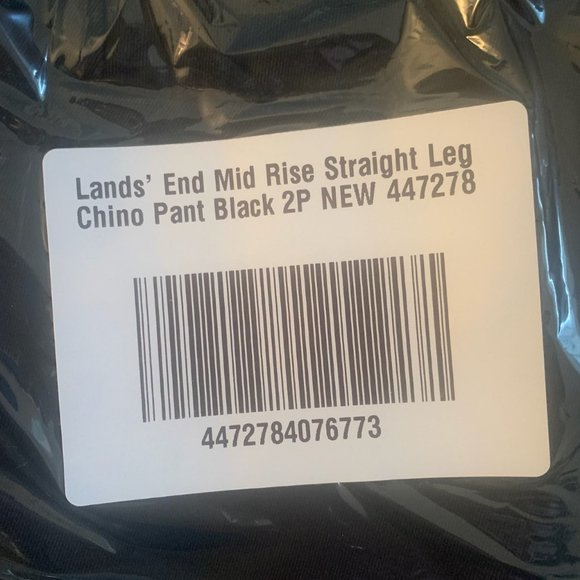 Lands’ End Mid Rise Straight Leg
Chino Pant Black 2P NEW 447278
4472784076773